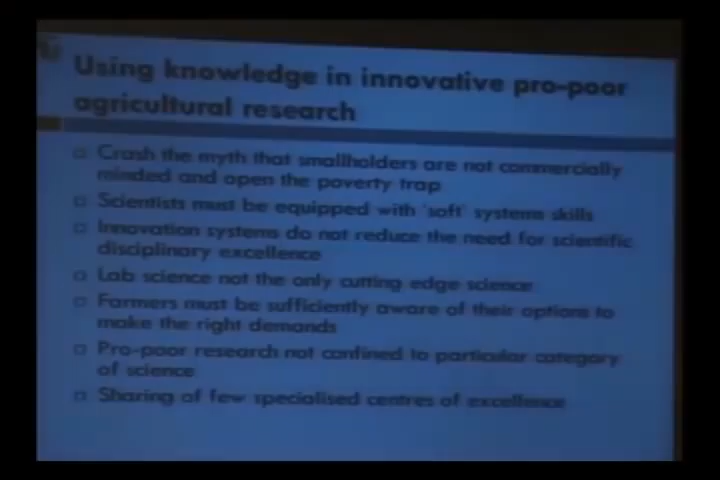 Using knowledge in innovative pro-poor
agricultural research
Crash the myth that smallholders are not commercially
minded and open the poverty trap
Scientists must be equipped with 'soft' systems skills
Innovation systems do not reduce the need for scientific
disciplinary excellence
Lab science not the only cutting edge science
Farmers must be sufficiently aware of their options to
make the right demands
Pro-poor research not confined to particular category
of science
Sharing of few specialised centres of excellence